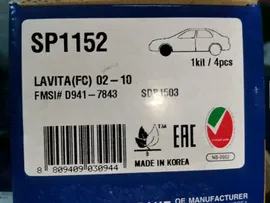 SP1152
1kit / 4pcs
LAVITA(FC) 02-10
FMSI# D941-7843 SDP1503
EAC
MADE IN KOREA
8 809409 030944
OF MANUFACTURER